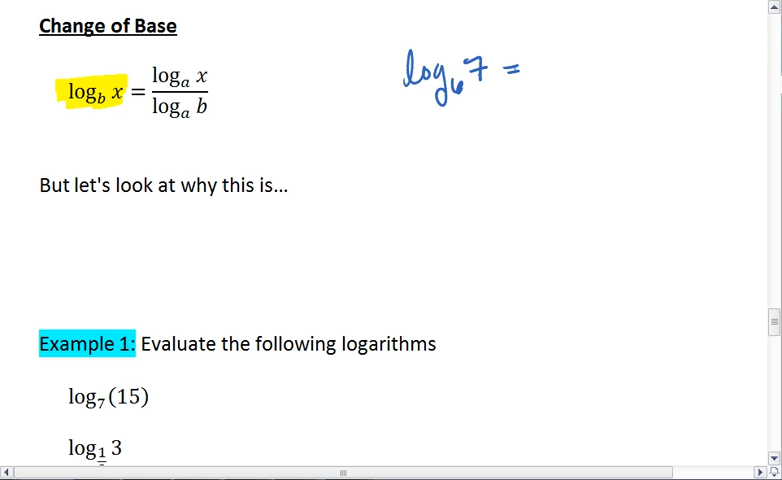 Change of Base
log_b x = log_a x / log_a b
log_6 7 =
But let's look at why this is...
Example 1: Evaluate the following logarithms
log_7(15)
log_1 3